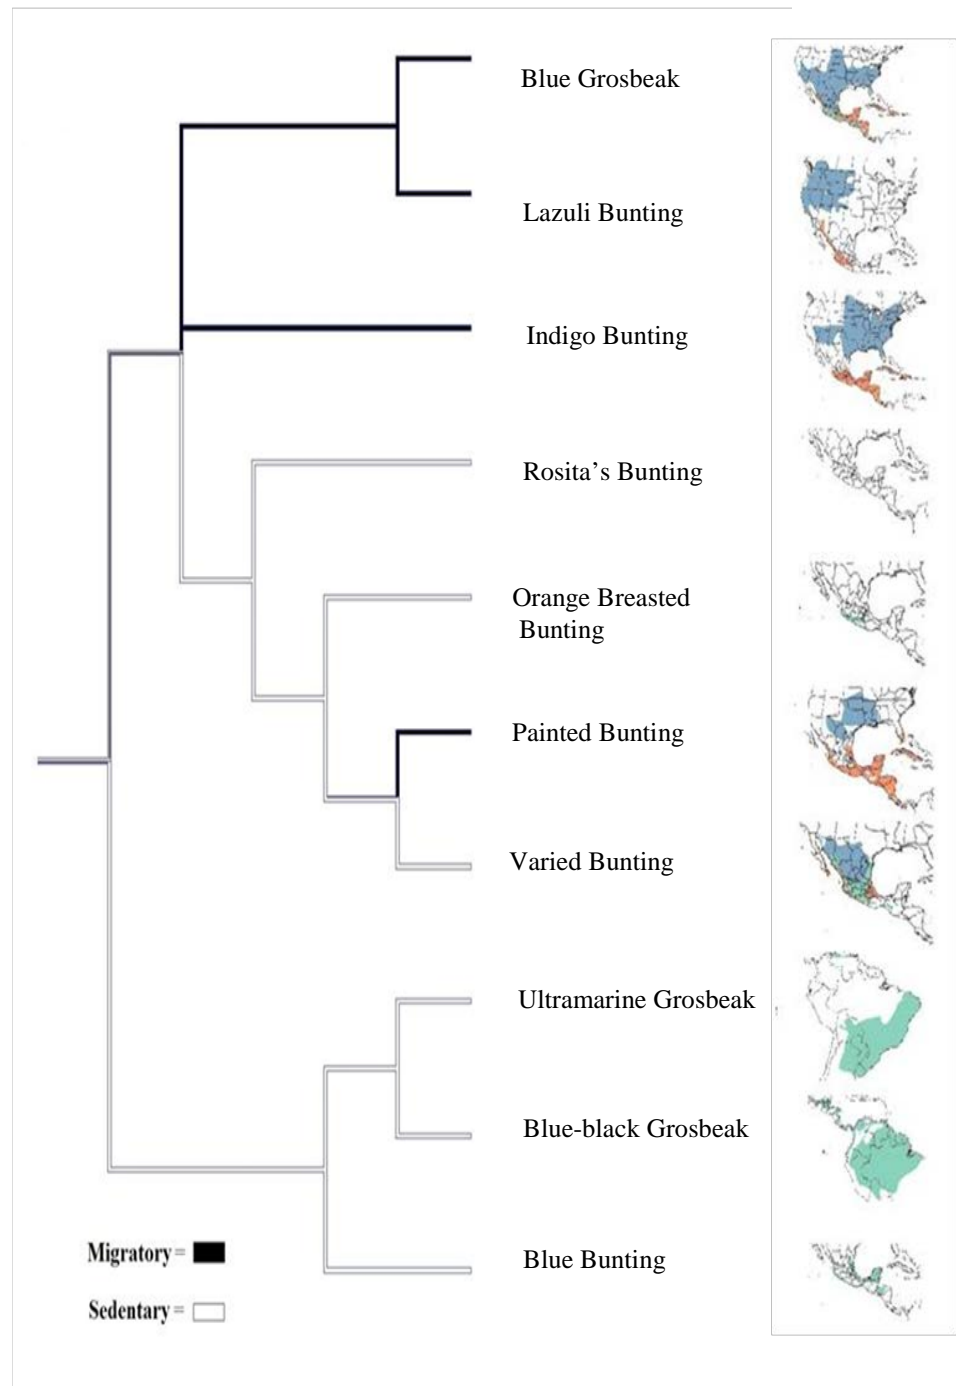 Blue Grosbeak
Lazuli Bunting
Indigo Bunting
Rosita’s Bunting
Orange Breasted
Bunting
Painted Bunting
Varied Bunting
Ultramarine Grosbeak
Blue-black Grosbeak
Blue Bunting
Migratory =
Sedentary =